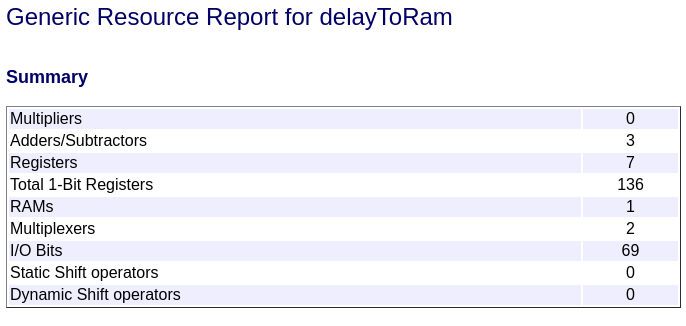 Generic Resource Report for delayToRam
Summary
Multipliers 0
Adders/Subtractors 3
Registers 7
Total 1-Bit Registers 136
RAMs 1
Multiplexers 2
I/O Bits 69
Static Shift operators 0
Dynamic Shift operators 0